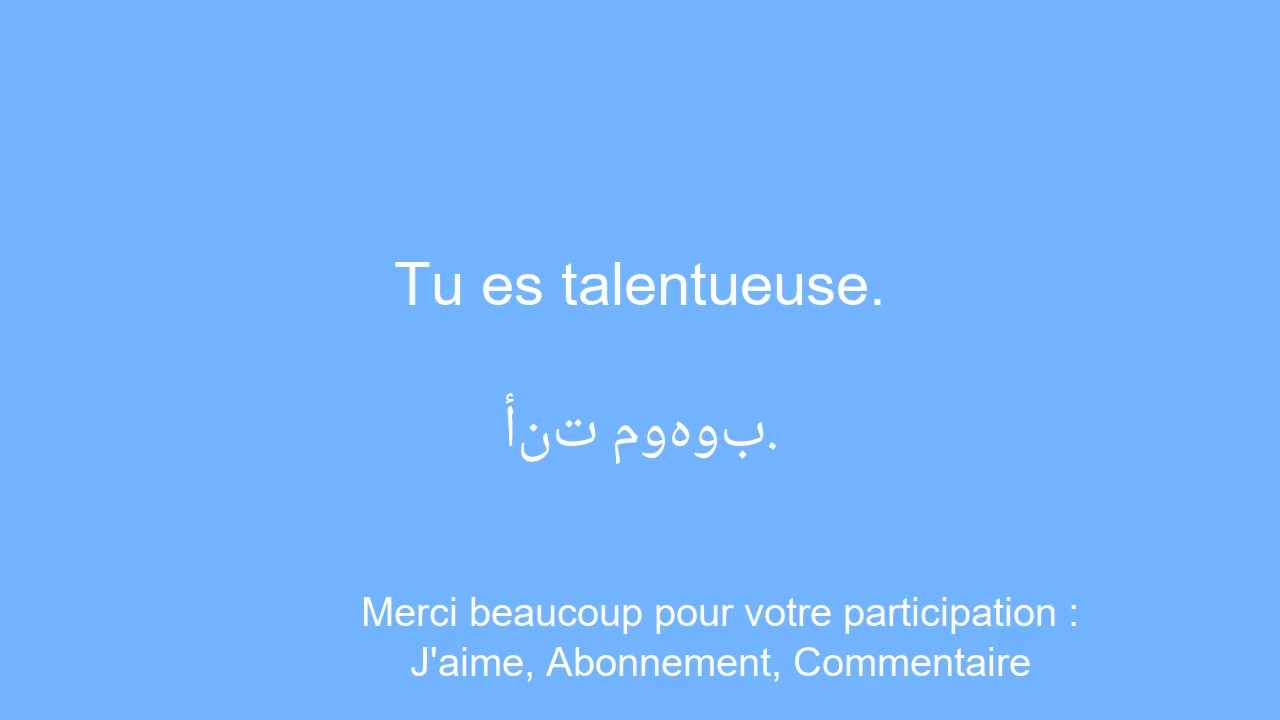 Tu es talentueuse.
أنت موهوب.
Merci beaucoup pour votre participation :
J'aime, Abonnement, Commentaire